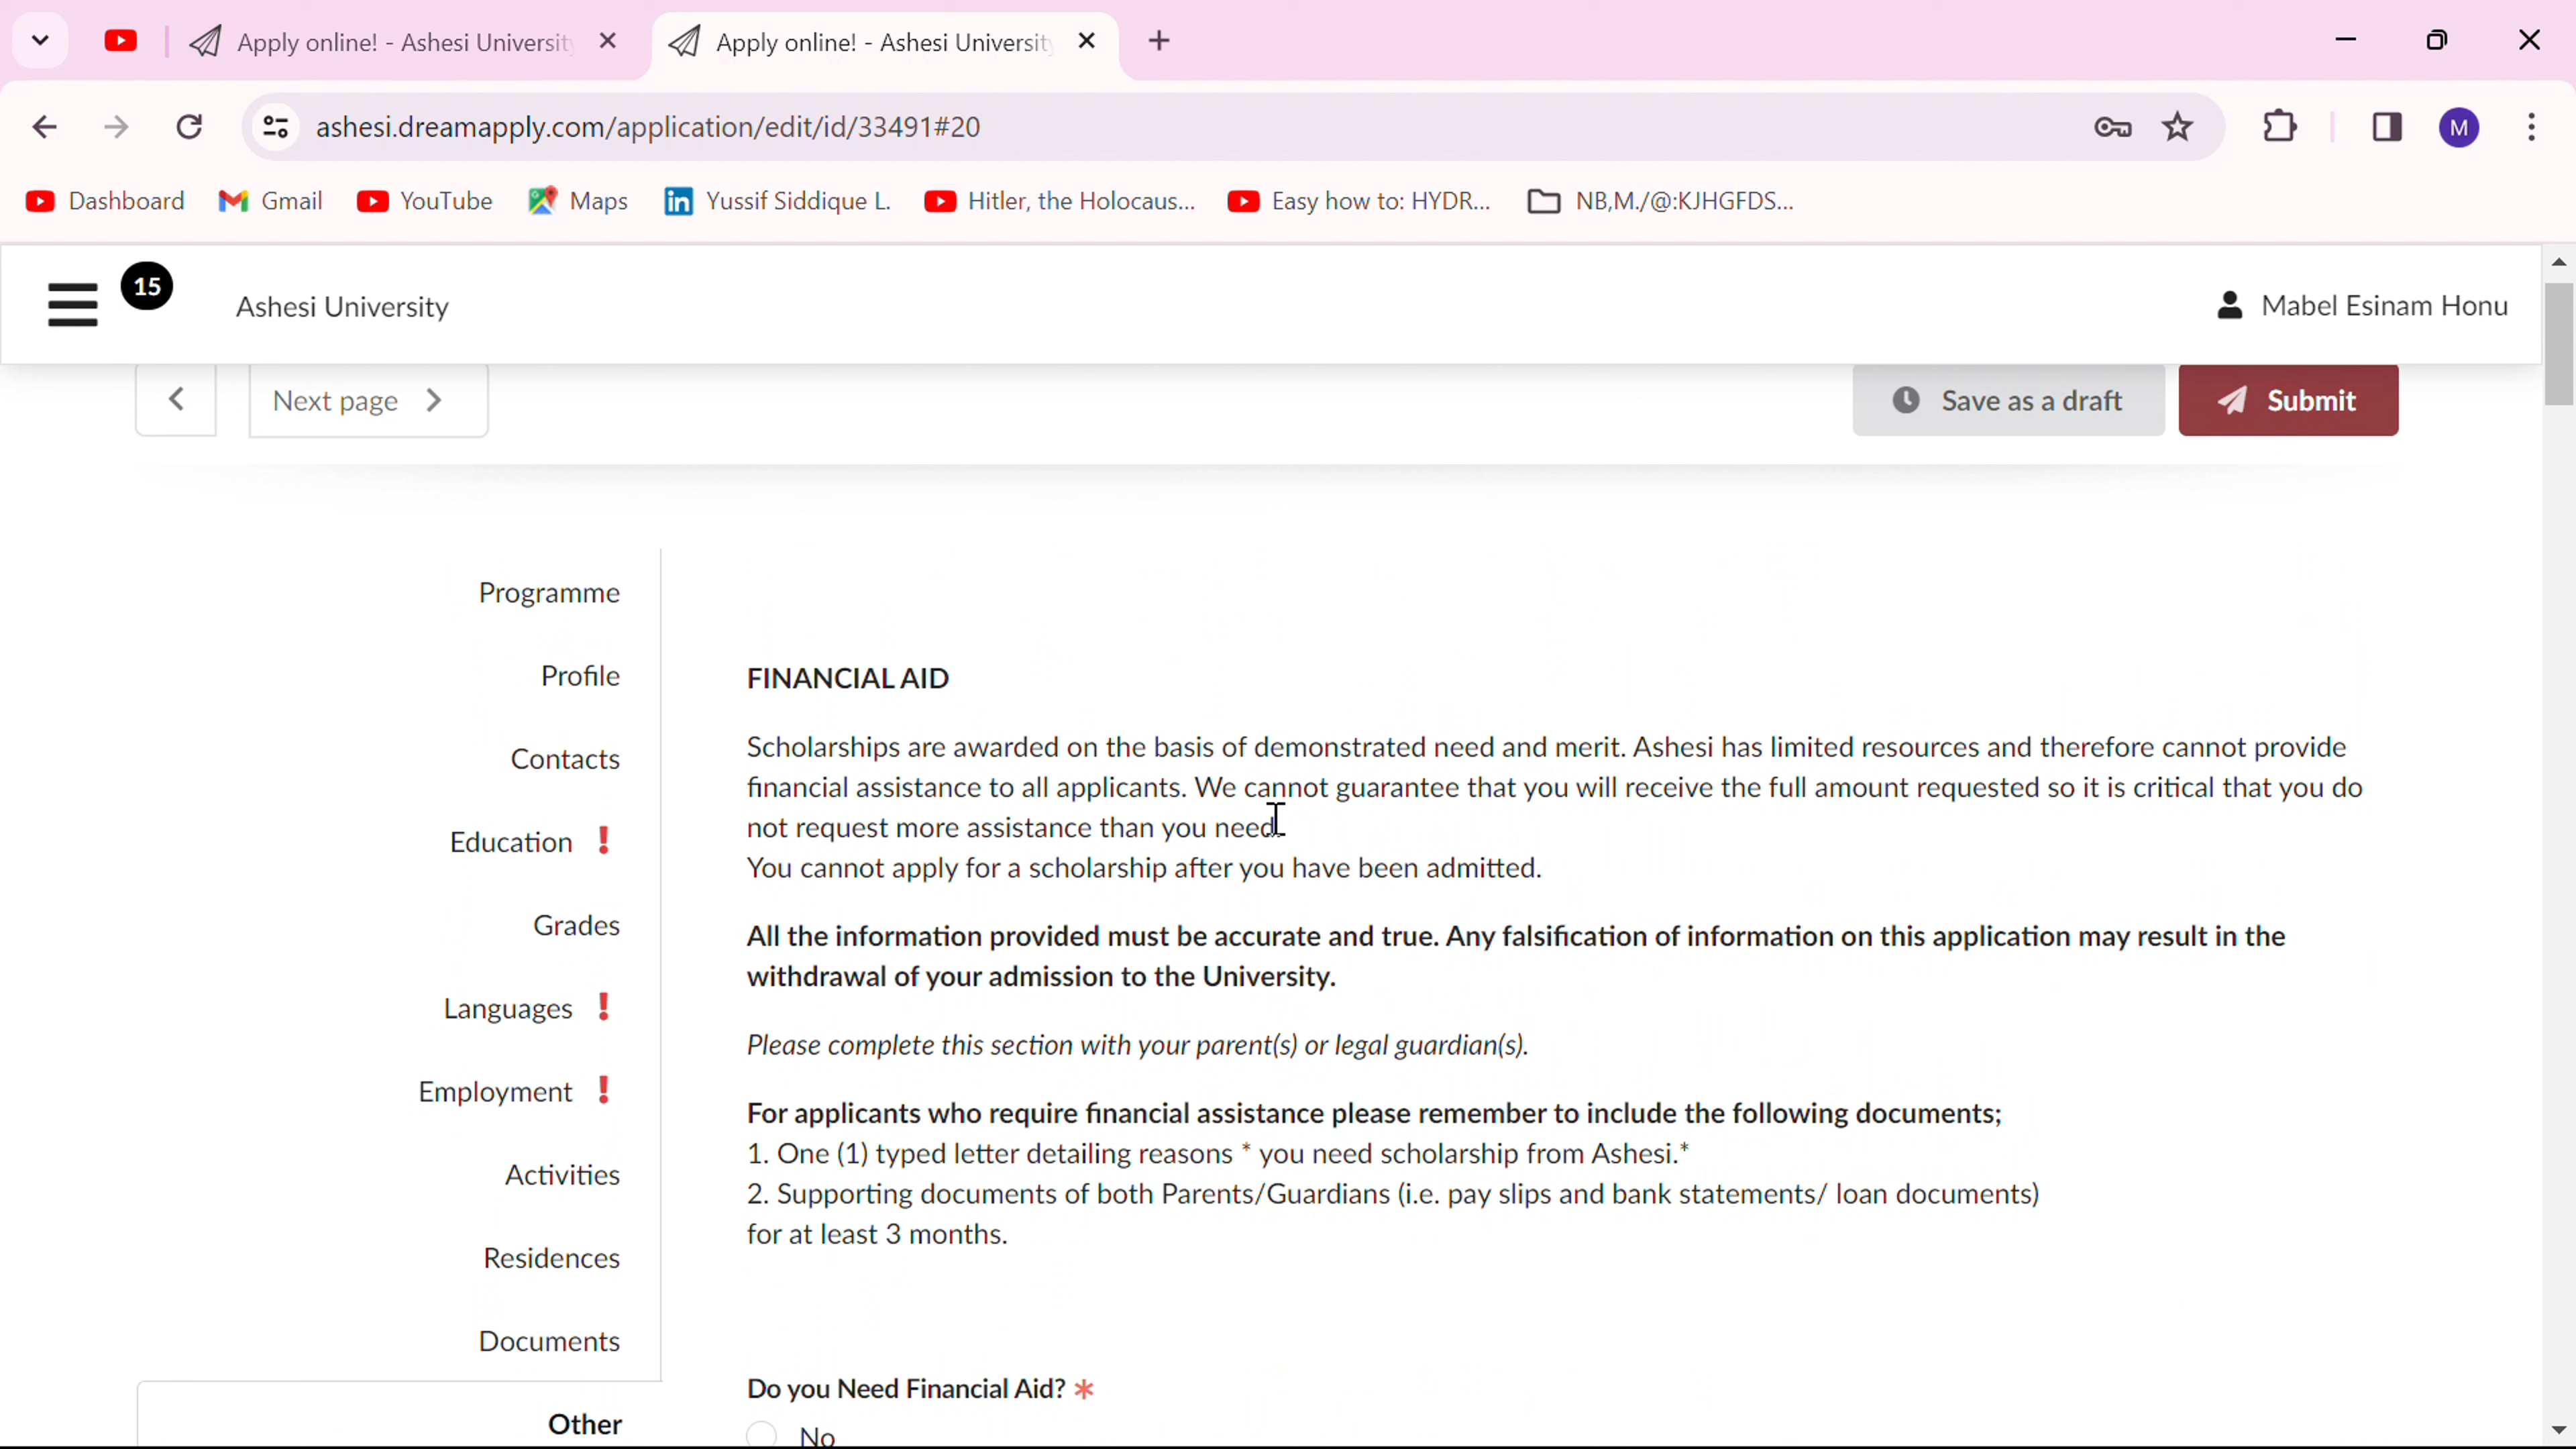 Apply online! - Ashesi University
Apply online! - Ashesi University
ashesi.dreamapply.com/application/edit/id/33491#20
M
Dashboard
Gmail
YouTube
Maps
Yussif Siddique L.
Hitler, the Holocaus...
Easy how to: HYDR...
NB,M./@:KJHGFDS...
15
Ashesi University
Mabel Esinam Honu
Next page
Save as a draft
Submit
Programme
Profile
Contacts
Education !
Grades
Languages !
Employment !
Activities
Residences
Documents
Other
FINANCIAL AID
Scholarships are awarded on the basis of demonstrated need and merit. Ashesi has limited resources and therefore cannot provide
financial assistance to all applicants. We cannot guarantee that you will receive the full amount requested so it is critical that you do
not request more assistance than you need.
You cannot apply for a scholarship after you have been admitted.
All the information provided must be accurate and true. Any falsification of information on this application may result in the
withdrawal of your admission to the University.
Please complete this section with your parent(s) or legal guardian(s).
For applicants who require financial assistance please remember to include the following documents;
1. One (1) typed letter detailing reasons * you need scholarship from Ashesi.*
2. Supporting documents of both Parents/Guardians (i.e. pay slips and bank statements/ loan documents)
for at least 3 months.
Do you Need Financial Aid? *
No